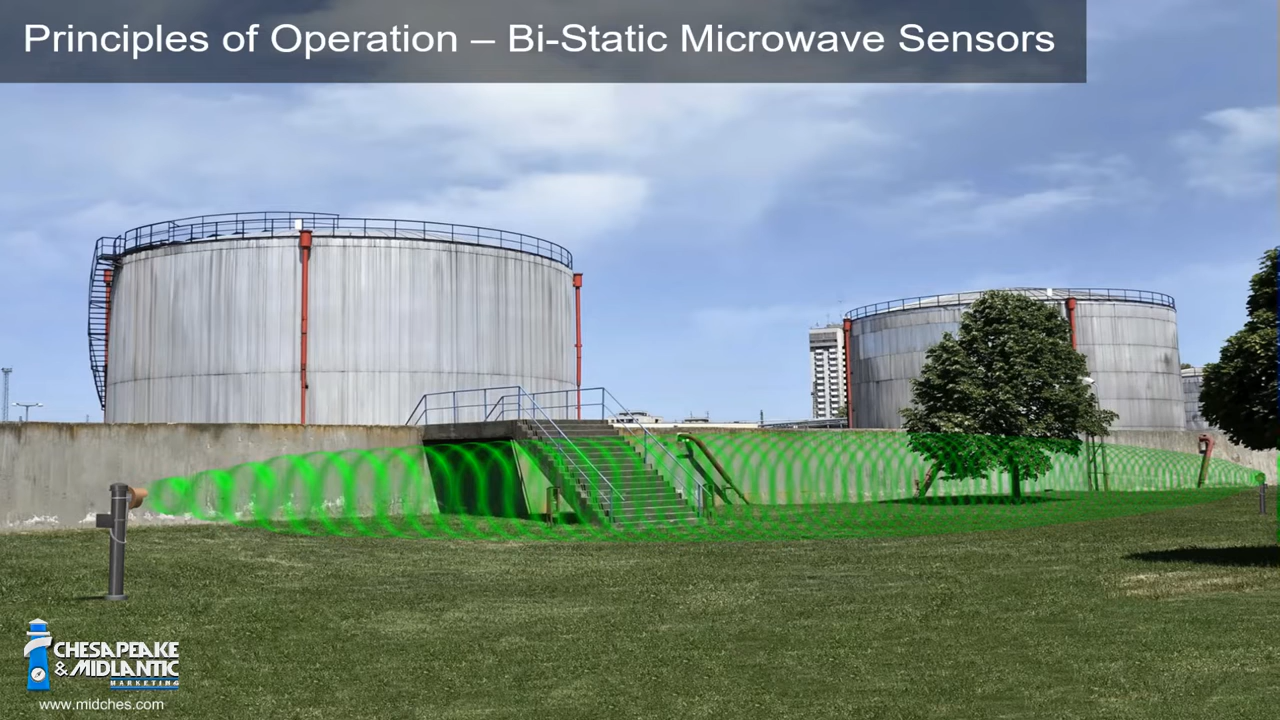 Principles of Operation – Bi-Static Microwave Sensors
CHESAPEAKE
& MIDLANTIC
MARKETING
www.midches.com